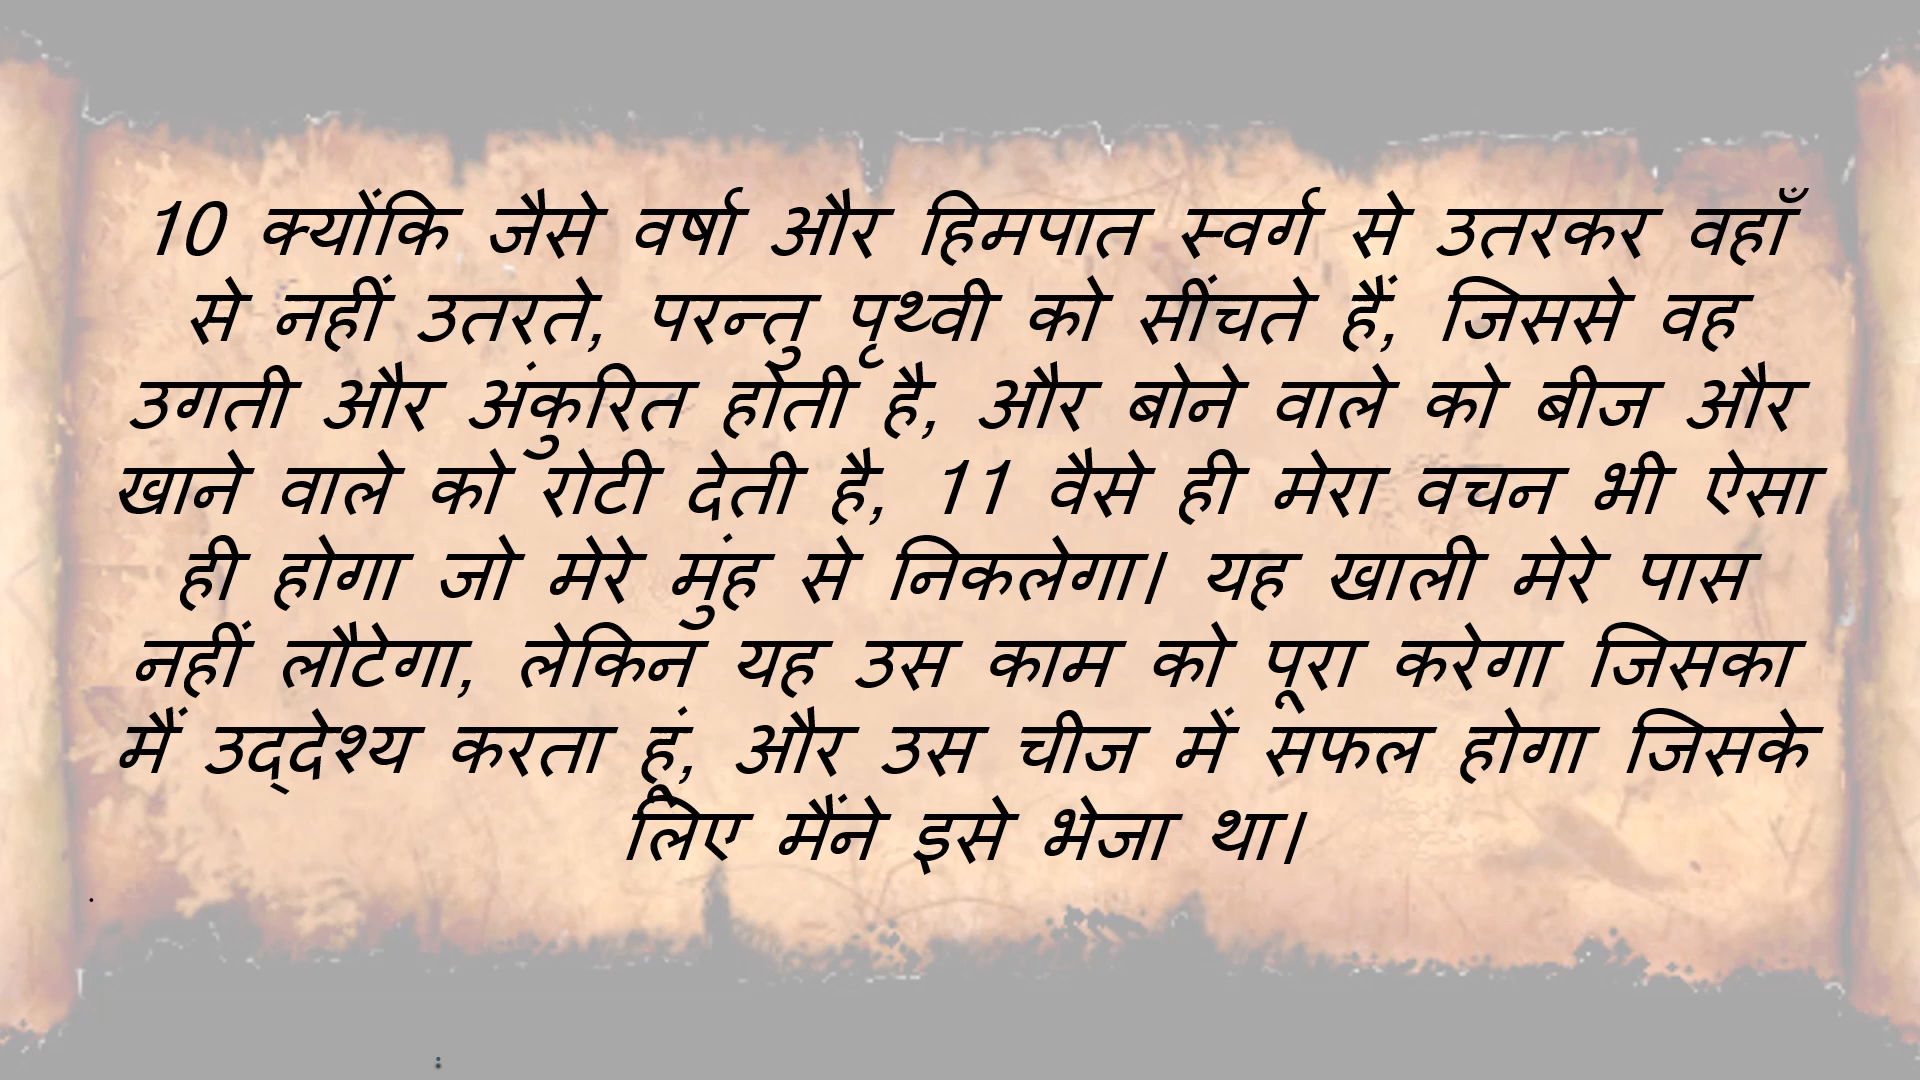 10 क्योंकि जैसे वर्षा और हिमपात स्वर्ग से उतरकर वहाँ
से नहीं उतरते, परन्तु पृथ्वी को सींचते हैं, जिससे वह
उगती और अंकुरित होती है, और बोने वाले को बीज और
खाने वाले को रोटी देती है, 11 वैसे ही मेरा वचन भी ऐसा
ही होगा जो मेरे मुंह से निकलेगा। यह खाली मेरे पास
नहीं लौटेगा, लेकिन यह उस काम को पूरा करेगा जिसका
मैं उद्देश्य करता हूं, और उस चीज में सफल होगा जिसके
लिए मैंने इसे भेजा था।
.
: